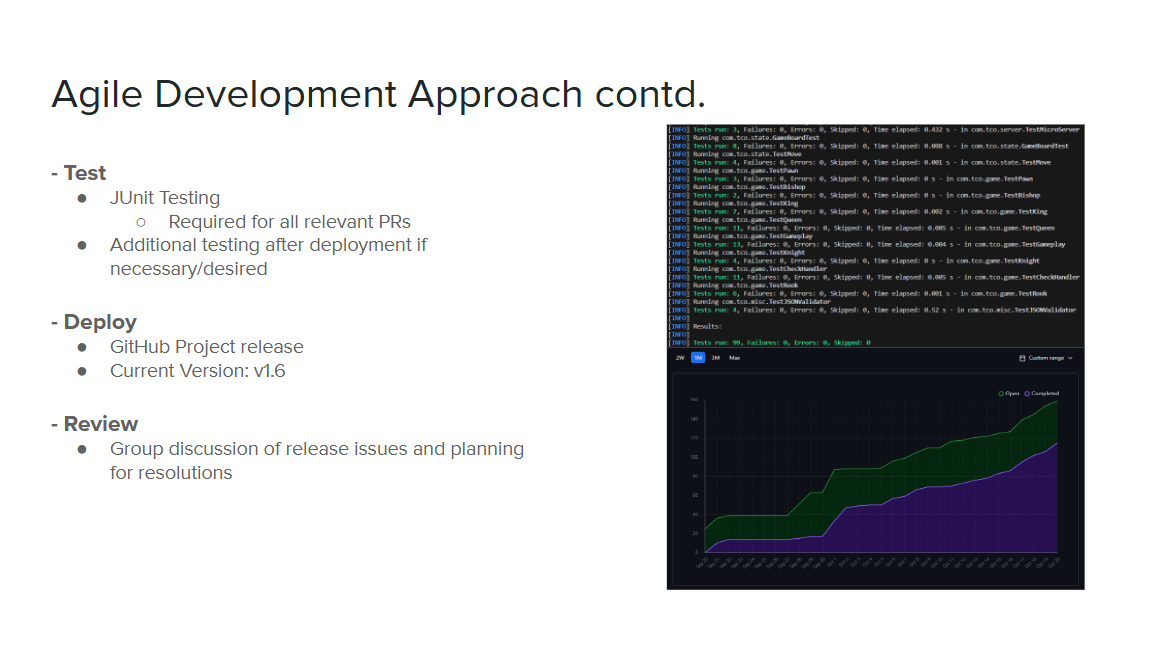 Agile Development Approach contd.
- Test
● JUnit Testing
○ Required for all relevant PRs
● Additional testing after deployment if
necessary/desired
- Deploy
● GitHub Project release
● Current Version: v1.6
- Review
● Group discussion of release issues and planning
for resolutions
[INFO] Tests run: 3, Failures: 0, Errors: 0, Skipped: 0, Time elapsed: 0.432 s - in com.tco.server.TestMicroServer
[INFO] Running com.tco.state.GameBoardTest
[INFO] Tests run: 8, Failures: 0, Errors: 0, Skipped: 0, Time elapsed: 0.008 s - in com.tco.state.GameBoardTest
[INFO] Running com.tco.state.TestMove
[INFO] Tests run: 4, Failures: 0, Errors: 0, Skipped: 0, Time elapsed: 0.001 s - in com.tco.state.TestMove
[INFO] Running com.tco.game.TestPawn
[INFO] Tests run: 3, Failures: 0, Errors: 0, Skipped: 0, Time elapsed: 0 s - in com.tco.game.TestPawn
[INFO] Running com.tco.game.TestBishop
[INFO] Tests run: 2, Failures: 0, Errors: 0, Skipped: 0, Time elapsed: 0 s - in com.tco.game.TestBishop
[INFO] Running com.tco.game.TestKing
[INFO] Tests run: 7, Failures: 0, Errors: 0, Skipped: 0, Time elapsed: 0.002 s - in com.tco.game.TestKing
[INFO] Running com.tco.game.TestQueen
[INFO] Tests run: 11, Failures: 0, Errors: 0, Skipped: 0, Time elapsed: 0.005 s - in com.tco.game.TestQueen
[INFO] Running com.tco.game.TestGameplay
[INFO] Tests run: 13, Failures: 0, Errors: 0, Skipped: 0, Time elapsed: 0.004 s - in com.tco.game.TestGameplay
[INFO] Running com.tco.game.TestKnight
[INFO] Tests run: 4, Failures: 0, Errors: 0, Skipped: 0, Time elapsed: 0 s - in com.tco.game.TestKnight
[INFO] Running com.tco.game.TestCheckHandler
[INFO] Tests run: 11, Failures: 0, Errors: 0, Skipped: 0, Time elapsed: 0.005 s - in com.tco.game.TestCheckHandler
[INFO] Running com.tco.game.TestRook
[INFO] Tests run: 6, Failures: 0, Errors: 0, Skipped: 0, Time elapsed: 0.001 s - in com.tco.game.TestRook
[INFO] Running com.tco.misc.TestJSONValidator
[INFO] Tests run: 4, Failures: 0, Errors: 0, Skipped: 0, Time elapsed: 0.52 s - in com.tco.misc.TestJSONValidator
[INFO]
[INFO] Results:
[INFO]
[INFO] Tests run: 99, Failures: 0, Errors: 0, Skipped: 0
2W 1M 3M Max Custom range
Open Completed
160
140
120
100
80
60
40
20
0